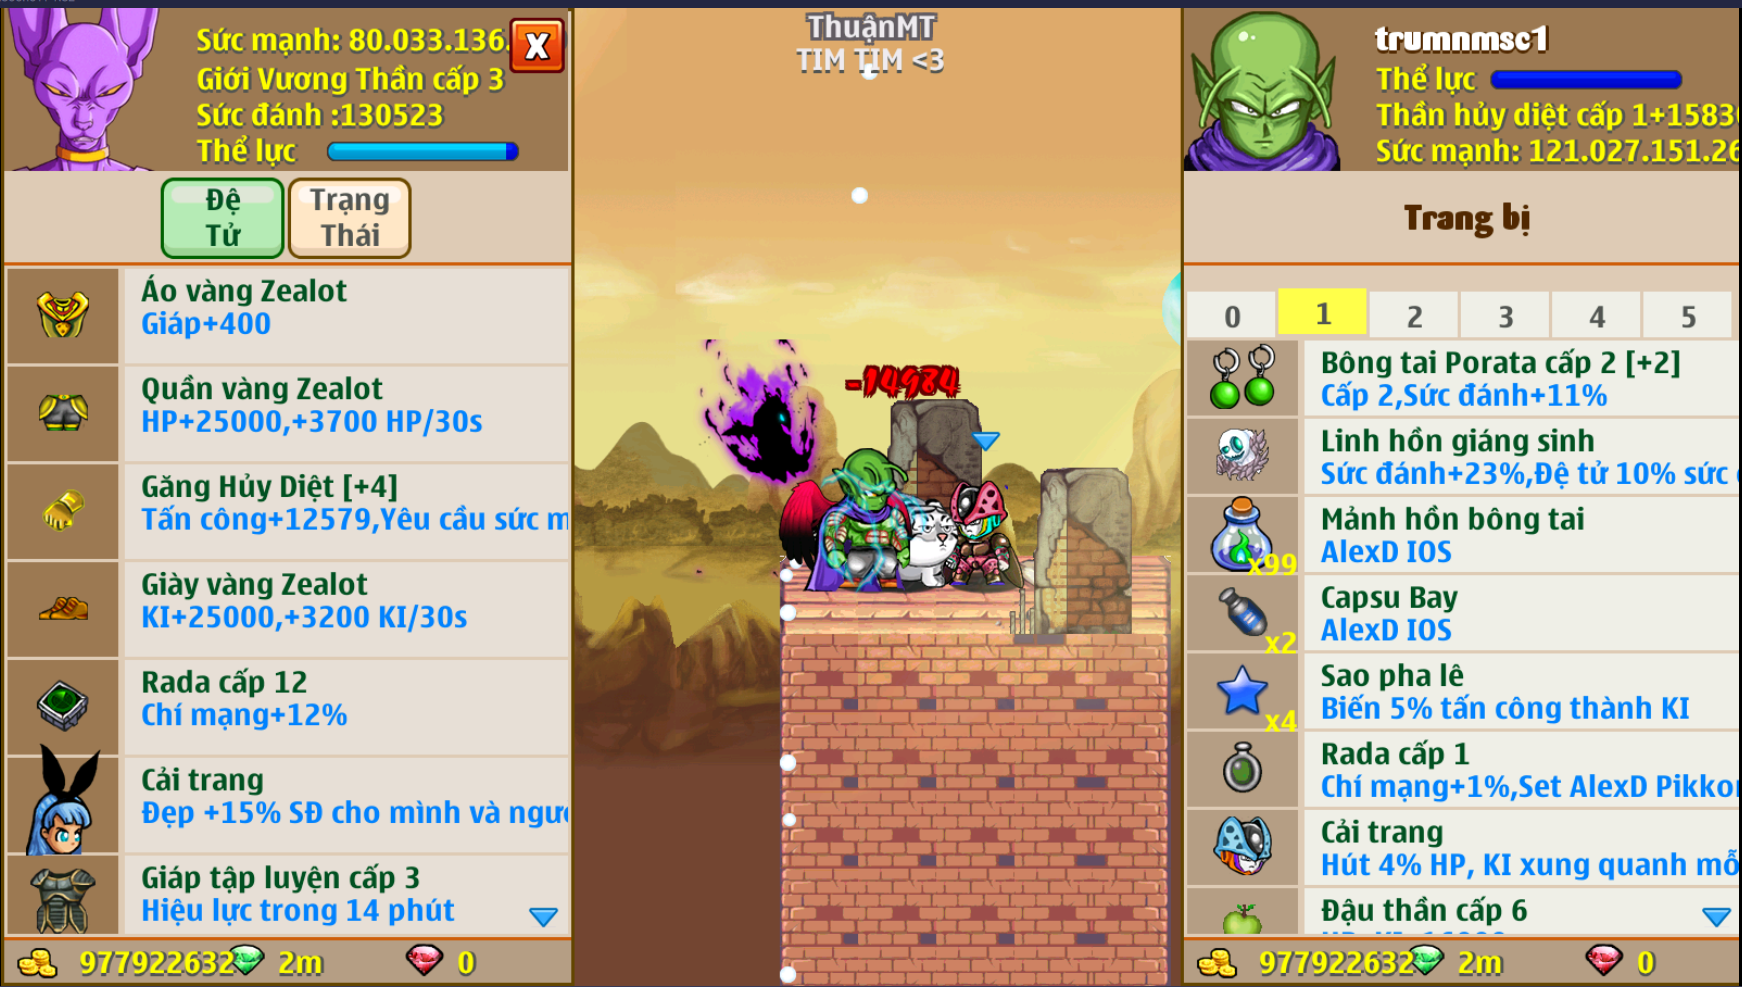 Sức mạnh: 80.033.136.
X
Giới Vương Thần cấp 3
Sức đánh :130523
Thể lực
Đệ
Tử
Trạng
Thái
Áo vàng Zealot
Giáp+400
Quần vàng Zealot
HP+25000,+3700 HP/30s
Găng Hủy Diệt [+4]
Tấn công+12579,Yêu cầu sức m
Giày vàng Zealot
KI+25000,+3200 KI/30s
Rada cấp 12
Chí mạng+12%
Cải trang
Đẹp +15% SĐ cho mình và ngư
Giáp tập luyện cấp 3
Hiệu lực trong 14 phút
977922632
2m
0
ThuậnMT
TIM TIM <3
-14984
trumnmsc1
Thể lực
Thần hủy diệt cấp 1+1583
Sức mạnh: 121.027.151.26
Trang bị
0
1
2
3
4
5
Bông tai Porata cấp 2 [+2]
Cấp 2,Sức đánh+11%
Linh hồn giáng sinh
Sức đánh+23%,Đệ tử 10% sức
Mảnh hồn bông tai
AlexD IOS
x99
Capsu Bay
AlexD IOS
x2
Sao pha lê
Biến 5% tấn công thành KI
x4
Rada cấp 1
Chí mạng+1%,Set AlexD Pikko
Cải trang
Hút 4% HP, KI xung quanh mỗ
Đậu thần cấp 6
977922632
2m
0